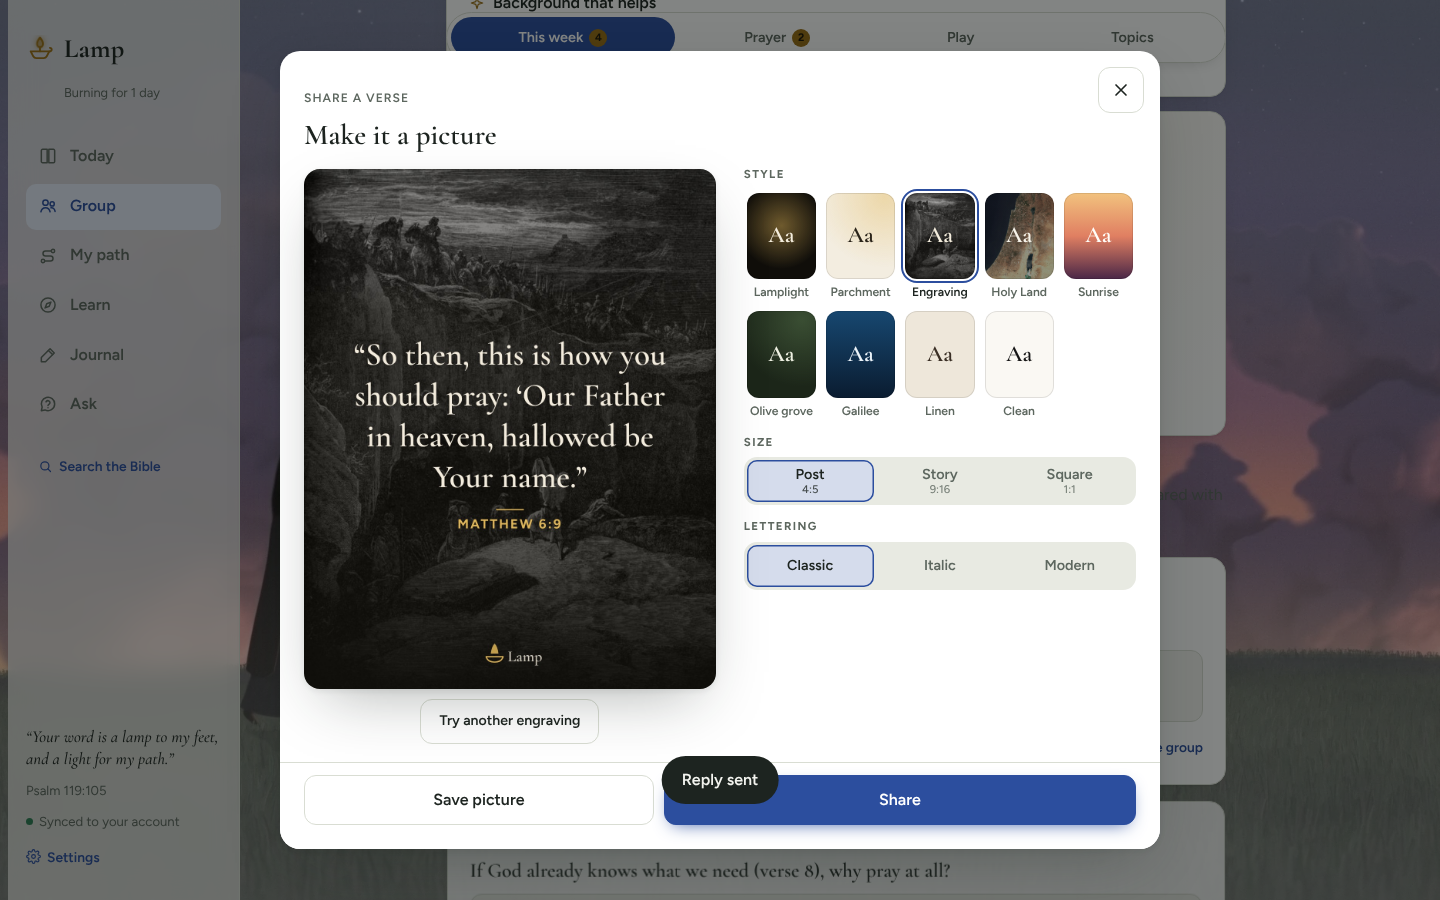 Lamp
Burning for 1 day
Today
Group
My path
Learn
Journal
Ask
Search the Bible
“Your word is a lamp to my feet,
and a light for my path.”
Psalm 119:105
Synced to your account
Settings
Background that helps
This week 4
Prayer 2
Play
Topics
SHARE A VERSE
Make it a picture
“So then, this is how you
should pray: ‘Our Father
in heaven, hallowed be
Your name.”
MATTHEW 6:9
Lamp
Try another engraving
STYLE
Aa
Aa
Aa
Aa
Aa
Lamplight
Parchment
Engraving
Holy Land
Sunrise
Aa
Aa
Aa
Aa
Olive grove
Galilee
Linen
Clean
SIZE
Post
4:5
Story
9:16
Square
1:1
LETTERING
Classic
Italic
Modern
Save picture
Reply sent
Share
with
group
If God already knows what we need (verse 8), why pray at all?